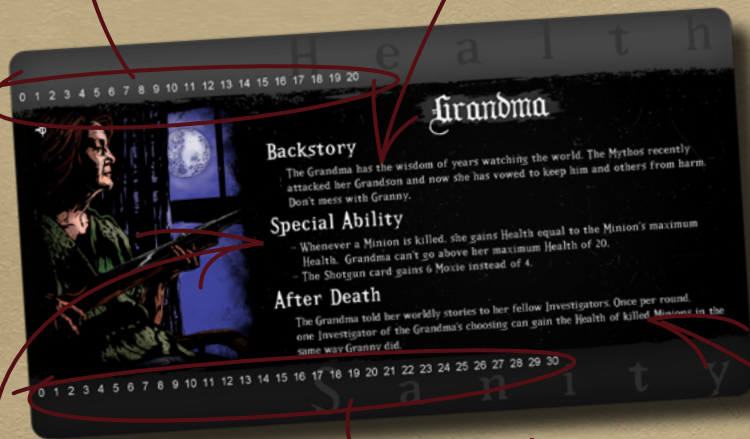 Health
0 1 2 3 4 5 6 7 8 9 10 11 12 13 14 15 16 17 18 19 20
Grandma
Backstory
The Grandma has the wisdom of years watching the world. The Mythos recently
attacked her Grandson and now she has vowed to keep him and others from harm.
Don't mess with Granny.
Special Ability
- Whenever a Minion is killed, she gains Health equal to the Minion's maximum
Health. Grandma can't go above her maximum Health of 20.
- The Shotgun card gains 6 Moxie instead of 4.
After Death
The Grandma told her worldly stories to her fellow Investigators. Once per round,
one Investigator of the Grandma's choosing can gain the Health of killed Minions in the
same way Granny did.
0 1 2 3 4 5 6 7 8 9 10 11 12 13 14 15 16 17 18 19 20 21 22 23 24 25 26 27 28 29 30
Sanity